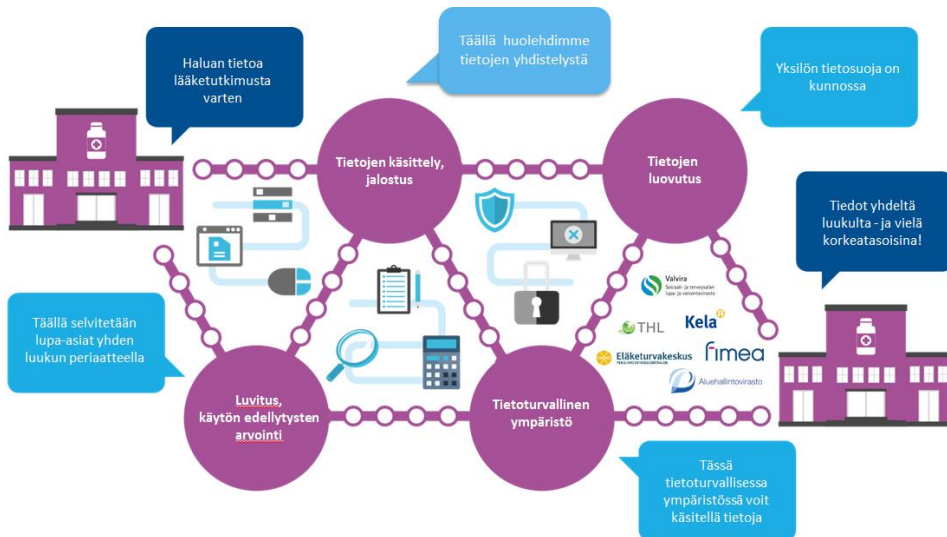 Täällä huolehdimme
tietojen yhdistelystä
Haluan tietoa
lääketutkimusta
varten
Yksilön tietosuoja on
kunnossa
Tietojen käsittely,
jalostus
Tietojen
luovutus
Tiedot yhdeltä
luukulta - ja vielä
korkeatasoisina!
Täällä selvitetään
lupa-asiat yhden
luukun periaatteella
Valvira
Sosiaali- ja terveysalan
lupa- ja valvontavirasto
THL
Kela
Eläketurvakeskus
fimea
Aluehallintovirasto
Luvitus,
käytön edellytysten
arvointi
Tietoturvallinen
ympäristö
Tässä
tietoturvallisessa
ympäristössä voit
käsitellä tietoja